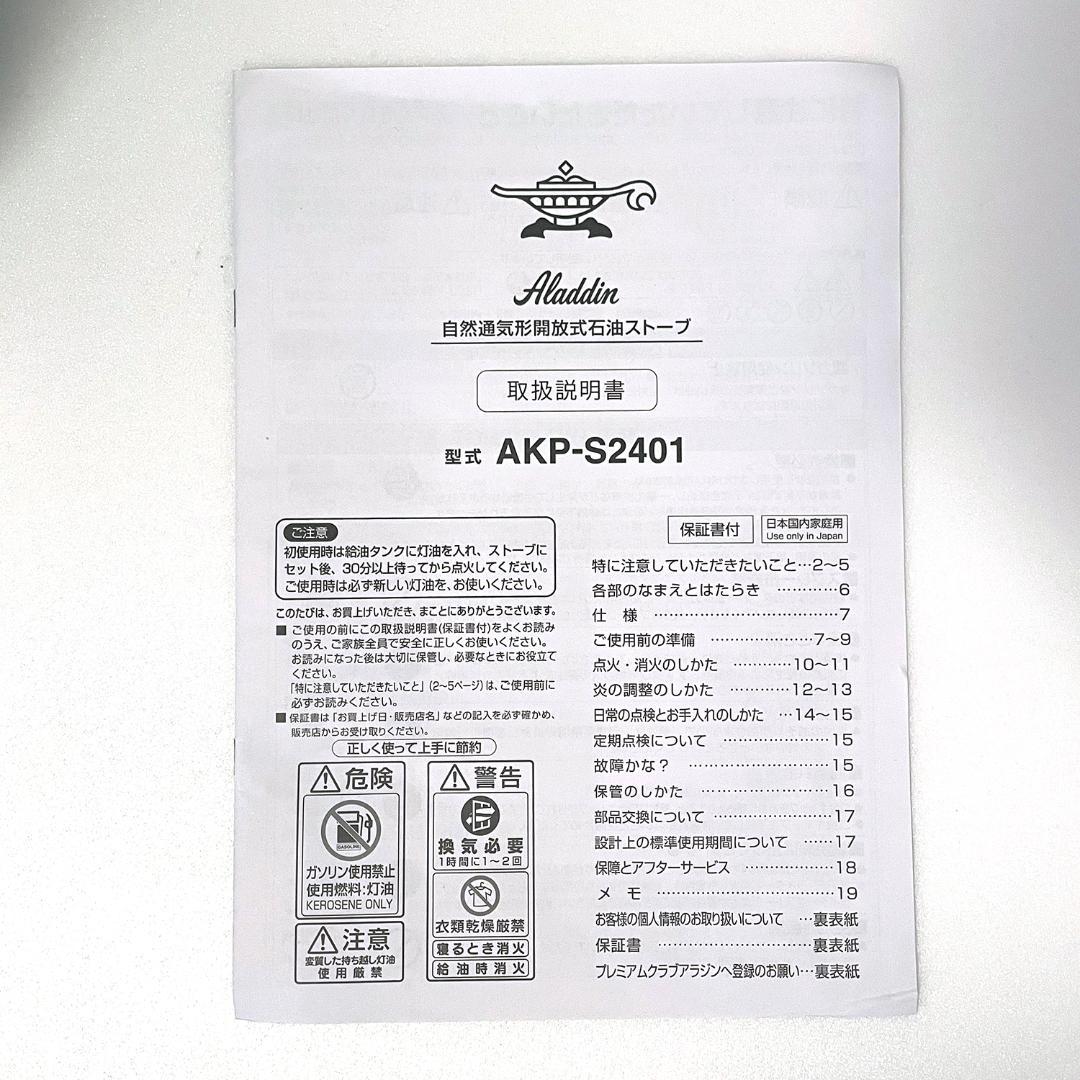 Aladdin
自然通気形開放式石油ストーブ
取扱説明書
型式 AKP-S2401
ご注意
初使用時は給油タンクに灯油を入れ、ストーブに
セット後、30分以上待ってから点火してください。
ご使用時は必ず新しい灯油を、お使いください。
このたびは、お買上げいただき、まことにありがとうございます。
■ ご使用の前にこの取扱説明書(保証書付)をよくお読み
のうえ、ご家族全員で安全に正しくお使いください。
お読みになった後は大切に保管し、必要なときにお役立て
ください。
「特に注意していただきたいこと」(2〜5ページ)は、ご使用前に
必ずお読みください。
■ 保証書は「お買上げ日・販売店名」などの記入を必ず確かめ、
販売店からお受け取りください。
正しく使って上手に節約
危険
GASOLINE
ガソリン使用禁止
使用燃料:灯油
KEROSENE ONLY
注意
変質した持ち越し灯油
使用厳禁
警告
換気必要
1時間に1〜2回
衣類乾燥厳禁
寝るとき消火
給油時消火
保証書付
日本国内家庭用
Use only in Japan
特に注意していただきたいこと…2〜5
各部のなまえとはたらき …………6
仕様 ……………………………7
ご使用前の準備 …………………7〜9
点火・消火のしかた …………10〜11
炎の調整のしかた …………12〜13
日常の点検とお手入れのしかた …14〜15
定期点検について …………………15
故障かな? …………………………15
保管のしかた ………………………16
部品交換について …………………17
設計上の標準使用期間について ……17
保障とアフターサービス ……………18
メモ ………………………………19
お客様の個人情報のお取り扱いについて …裏表紙
保証書 ……………………………裏表紙
プレミアムクラブアラジンへ登録のお願い…裏表紙